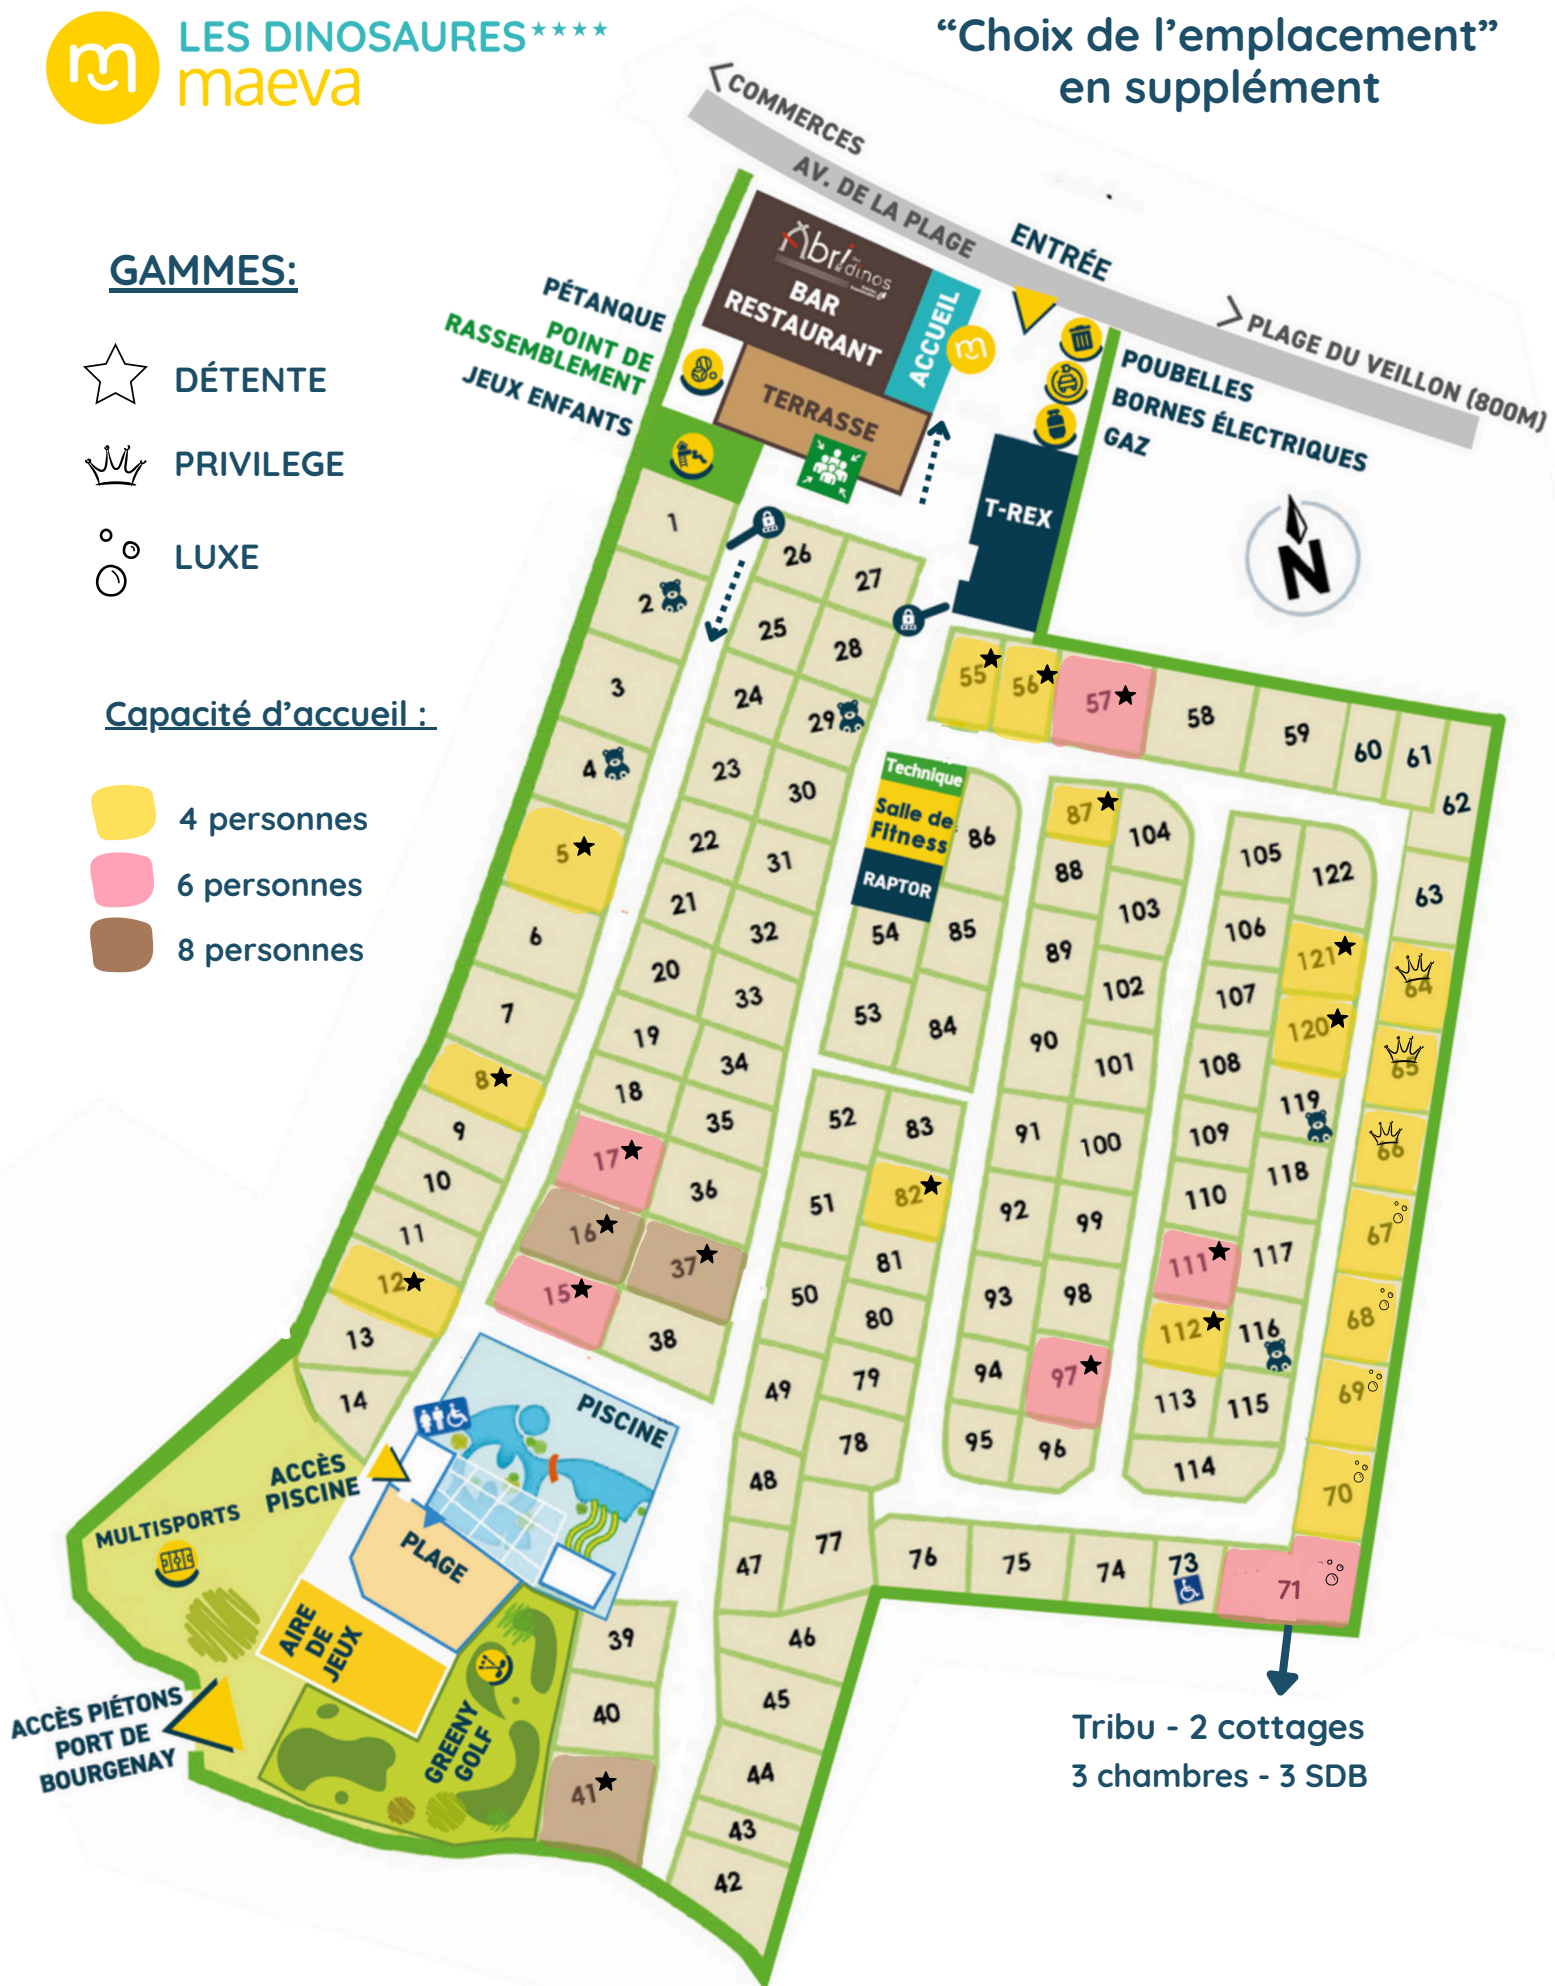 LES DINOSAURES****
maeva
“Choix de l’emplacement”
en supplément
COMMERCES
AV. DE LA PLAGE
ENTRÉE
PLAGE DU VEILLON (800M)
GAMMES:
DÉTENTE
PRIVILEGE
LUXE
Capacité d’accueil :
4 personnes
6 personnes
8 personnes
Abri des dinos
BAR
RESTAURANT
ACCUEIL
TERRASSE
PÉTANQUE
POINT DE
RASSEMBLEMENT
JEUX ENFANTS
POUBELLES
BORNES ÉLECTRIQUES
GAZ
T-REX
N
1
2
3
4
5
6
7
8
9
10
11
12
13
14
26
27
25
28
24
29
23
30
22
31
21
32
20
33
19
34
18
35
17
36
16
37
15
38
55
56
57
58
59
60
61
62
63
64
65
66
67
68
69
70
71
Technique
Salle de
Fitness
RAPTOR
86
54
85
53
84
52
83
51
82
81
50
80
49
79
78
48
77
47
46
45
44
43
42
87
104
88
103
89
102
90
101
91
100
92
99
93
98
94
97
95
96
105
122
106
121
107
120
108
119
109
118
110
117
111
116
112
113
115
114
76
75
74
73
PISCINE
ACCÈS
PISCINE
MULTISPORTS
PLAGE
AIRE
DE
JEUX
GREENY
GOLF
39
40
41
ACCÈS PIÉTONS
PORT DE
BOURGENAY
Tribu - 2 cottages
3 chambres - 3 SDB